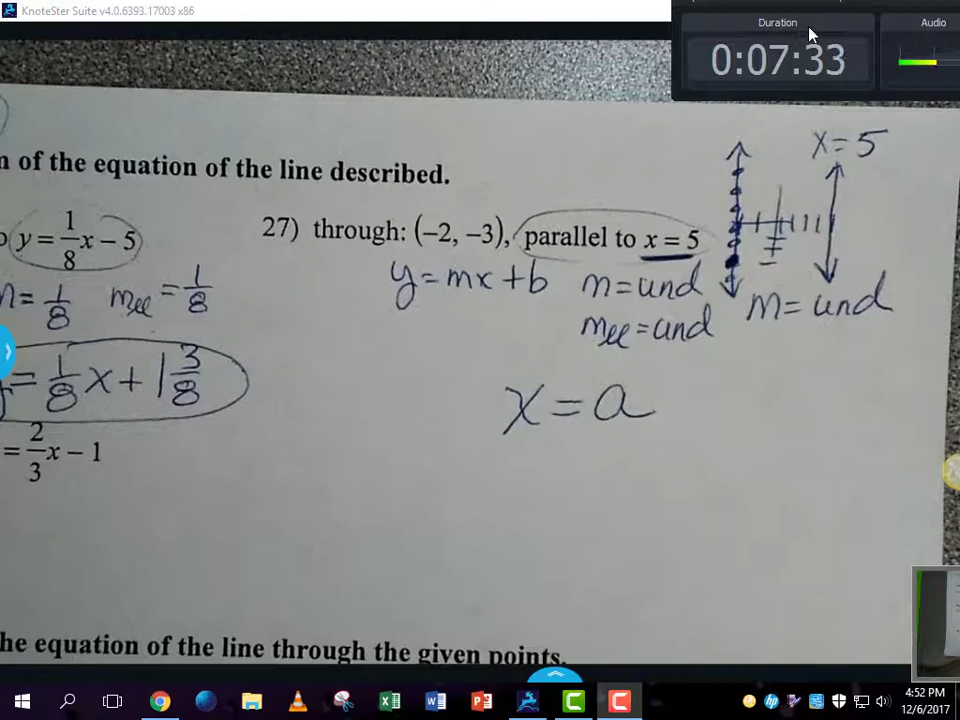 KnoteSter Suite v4.0.6393.17003 x86
Duration
Audio
0:07:33
n of the equation of the line described.
x = 5
y = 1/8 x − 5
27) through: (−2, −3), parallel to x = 5
m = 1/8 m ll = 1/8
y = mx + b m = und
m = und
m ll = und
= 1/8 x + 1 3/8
x = a
= 2/3 x − 1
he equation of the line through the given points.
4:52 PM
12/6/2017